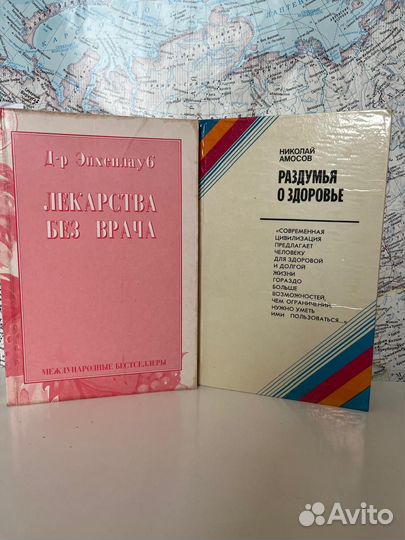 Д-р Эйхенлауб
ЛЕКАРСТВА
БЕЗ ВРАЧА
МЕЖДУНАРОДНЫЕ БЕСТСЕЛЛЕРЫ
НИКОЛАЙ
АМОСОВ
РАЗДУМЬЯ
О ЗДОРОВЬЕ
«СОВРЕМЕННАЯ
ЦИВИЛИЗАЦИЯ
ПРЕДЛАГАЕТ
ЧЕЛОВЕКУ
ДЛЯ ЗДОРОВОЙ
И ДОЛГОЙ
ЖИЗНИ
ГОРАЗДО
БОЛЬШЕ
ВОЗМОЖНОСТЕЙ,
ЧЕМ ОГРАНИЧЕНИЙ,
НУЖНО УМЕТЬ
ИМИ ПОЛЬЗОВАТЬСЯ...»
Avito